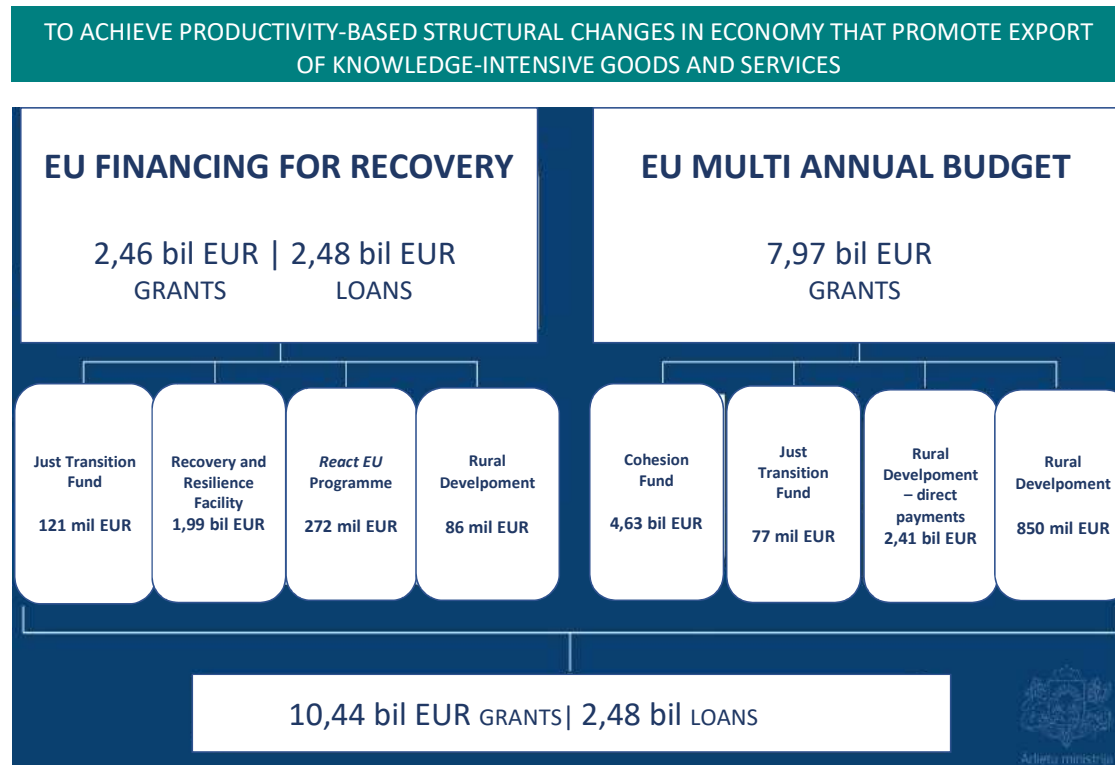 TO ACHIEVE PRODUCTIVITY-BASED STRUCTURAL CHANGES IN ECONOMY THAT PROMOTE EXPORT
OF KNOWLEDGE-INTENSIVE GOODS AND SERVICES
EU FINANCING FOR RECOVERY
2,46 bil EUR | 2,48 bil EUR
GRANTS LOANS
EU MULTI ANNUAL BUDGET
7,97 bil EUR
GRANTS
Just Transition
Fund
121 mil EUR
Recovery and
Resilience
Facility
1,99 bil EUR
React EU
Programme
272 mil EUR
Rural
Develpoment
86 mil EUR
Cohesion
Fund
4,63 bil EUR
Just
Transition
Fund
77 mil EUR
Rural
Develpoment
– direct
payments
2,41 bil EUR
Rural
Develpoment
850 mil EUR
10,44 bil EUR GRANTS| 2,48 bil LOANS
Ārlietu ministrija